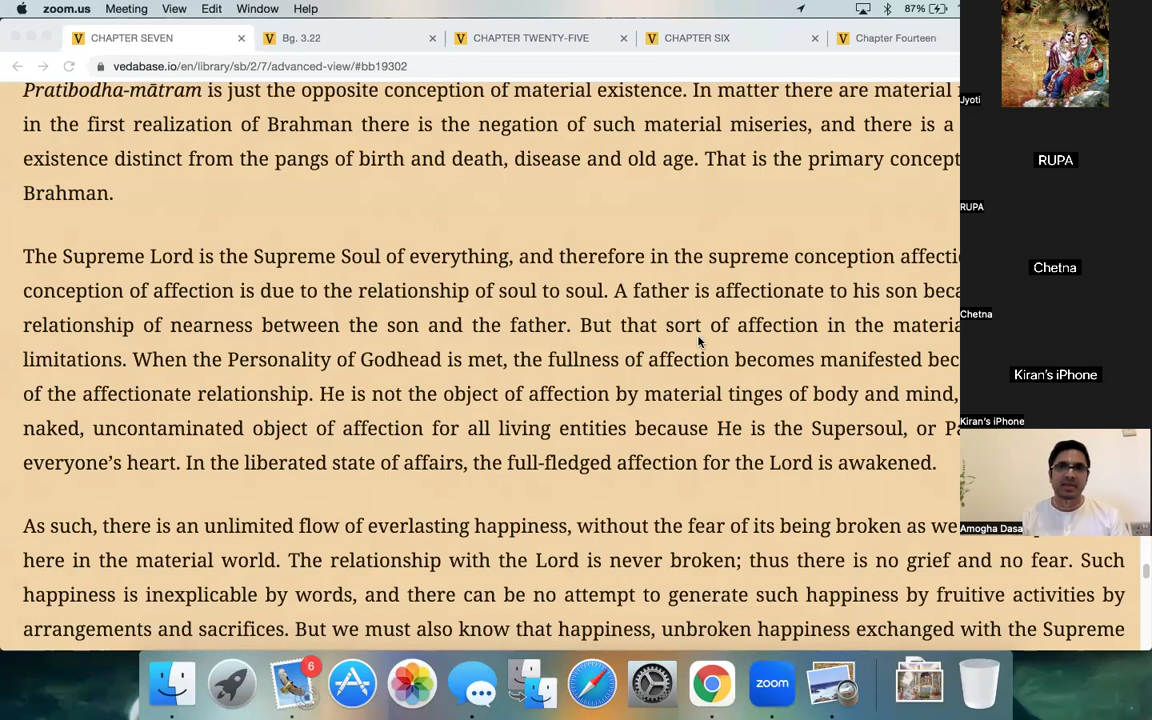 zoom.us Meeting View Edit Window Help 87%
CHAPTER SEVEN Bg. 3.22 CHAPTER TWENTY-FIVE CHAPTER SIX Chapter Fourteen
vedabase.io/en/library/sb/2/7/advanced-view/#bb19302
Pratibodha-mātram is just the opposite conception of material existence. In matter there are material
in the first realization of Brahman there is the negation of such material miseries, and there is a
existence distinct from the pangs of birth and death, disease and old age. That is the primary concept
Brahman.
The Supreme Lord is the Supreme Soul of everything, and therefore in the supreme conception affecti
conception of affection is due to the relationship of soul to soul. A father is affectionate to his son beca
relationship of nearness between the son and the father. But that sort of affection in the materia
limitations. When the Personality of Godhead is met, the fullness of affection becomes manifested bec
of the affectionate relationship. He is not the object of affection by material tinges of body and mind,
naked, uncontaminated object of affection for all living entities because He is the Supersoul, or Pa
everyone’s heart. In the liberated state of affairs, the full-fledged affection for the Lord is awakened.
As such, there is an unlimited flow of everlasting happiness, without the fear of its being broken as we
here in the material world. The relationship with the Lord is never broken; thus there is no grief and no fear. Such
happiness is inexplicable by words, and there can be no attempt to generate such happiness by fruitive activities by
arrangements and sacrifices. But we must also know that happiness, unbroken happiness exchanged with the Supreme
Jyoti
RUPA
RUPA
Chetna
Chetna
Kiran’s iPhone
Kiran’s iPhone
Amogha Dasa
6
zoom